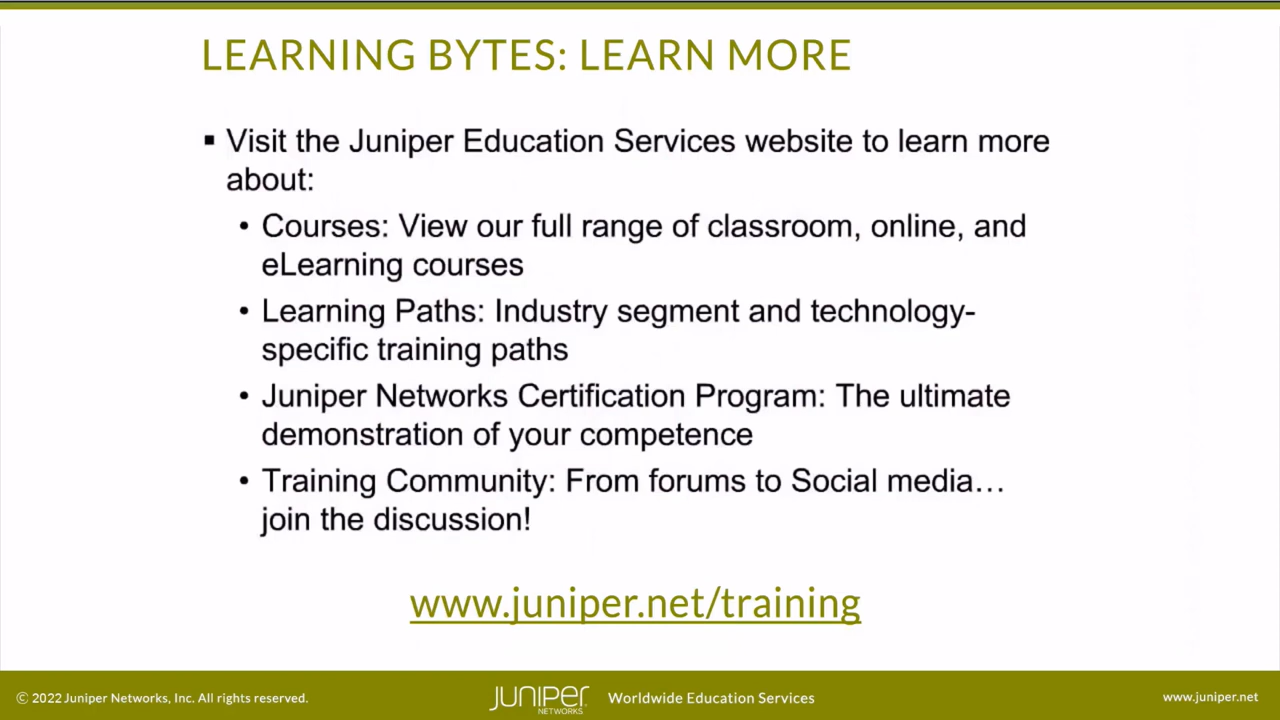 LEARNING BYTES: LEARN MORE
▪ Visit the Juniper Education Services website to learn more
about:
• Courses: View our full range of classroom, online, and
eLearning courses
• Learning Paths: Industry segment and technology-
specific training paths
• Juniper Networks Certification Program: The ultimate
demonstration of your competence
• Training Community: From forums to Social media…
join the discussion!
www.juniper.net/training
© 2022 Juniper Networks, Inc. All rights reserved.
JUNIPER
NETWORKS
Worldwide Education Services
www.juniper.net